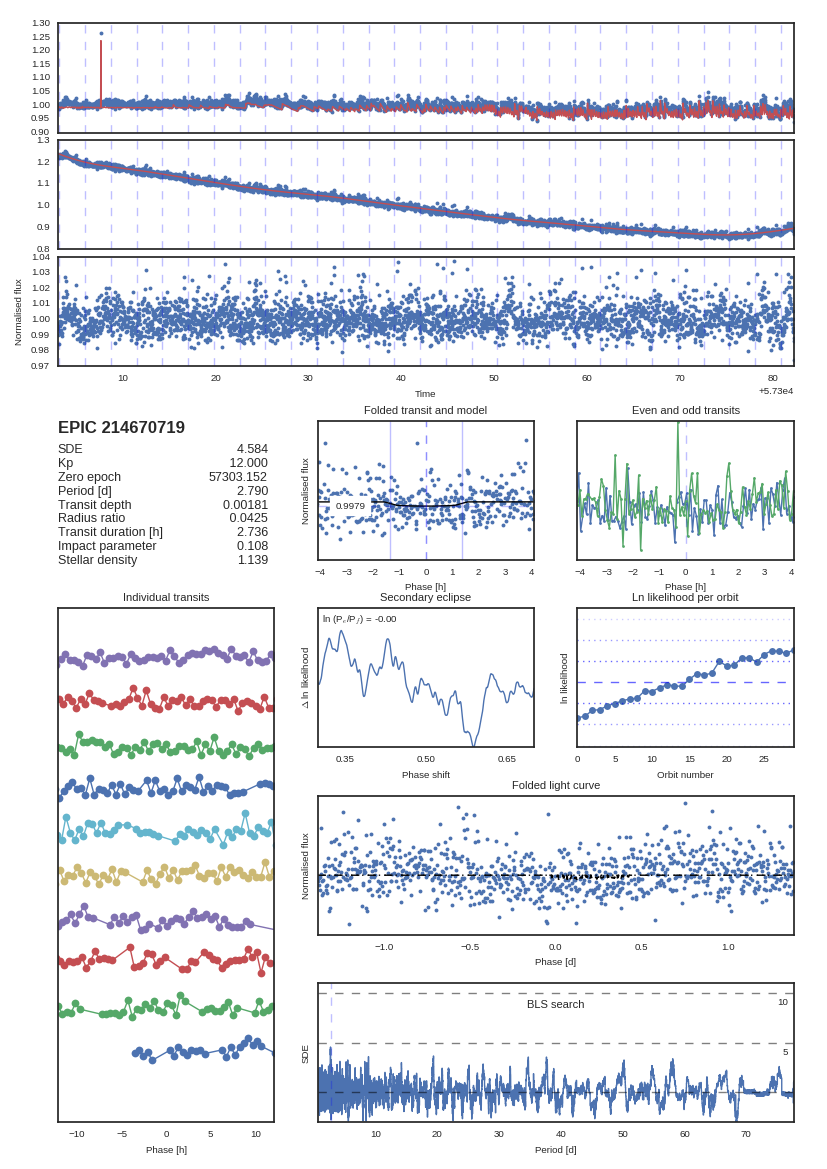 1.30
1.25
1.20
1.15
1.10
1.05
1.00
0.95
0.90
1.3
1.2
1.1
1.0
0.9
0.8
1.04
1.03
1.02
1.01
1.00
0.99
0.98
0.97
Normalised flux
10 20 30 40 50 60 70 80
Time
+5.73e4
EPIC 214670719
SDE 4.584
Kp 12.000
Zero epoch 57303.152
Period [d] 2.790
Transit depth 0.00181
Radius ratio 0.0425
Transit duration [h] 2.736
Impact parameter 0.108
Stellar density 1.139
Folded transit and model
Normalised flux
0.9979
−4 −3 −2 −1 0 1 2 3 4
Phase [h]
Even and odd transits
−4 −3 −2 −1 0 1 2 3 4
Phase [h]
Individual transits
−10 −5 0 5 10
Phase [h]
Secondary eclipse
ln (Pₑ/P𝑓) = -0.00
Δ ln likelihood
0.35 0.50 0.65
Phase shift
Ln likelihood per orbit
ln likelihood
0 5 10 15 20 25
Orbit number
Folded light curve
Normalised flux
−1.0 −0.5 0.0 0.5 1.0
Phase [d]
BLS search
10
5
SDE
10 20 30 40 50 60 70
Period [d]